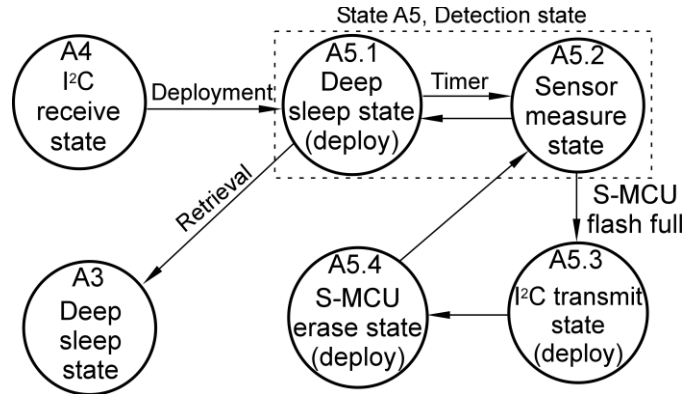 State A5, Detection state
A4
I²C
receive
state
Deployment
A5.1
Deep
sleep state
(deploy)
Timer
A5.2
Sensor
measure
state
Retrieval
S-MCU
flash full
A3
Deep
sleep
state
A5.4
S-MCU
erase state
(deploy)
A5.3
I²C transmit
state
(deploy)